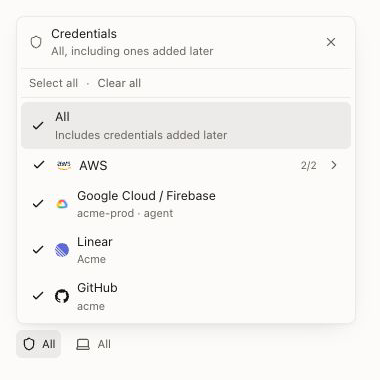 Credentials
All, including ones added later
Select all · Clear all
All
Includes credentials added later
aws AWS 2/2
Google Cloud / Firebase
acme-prod · agent
Linear
Acme
GitHub
acme
All All